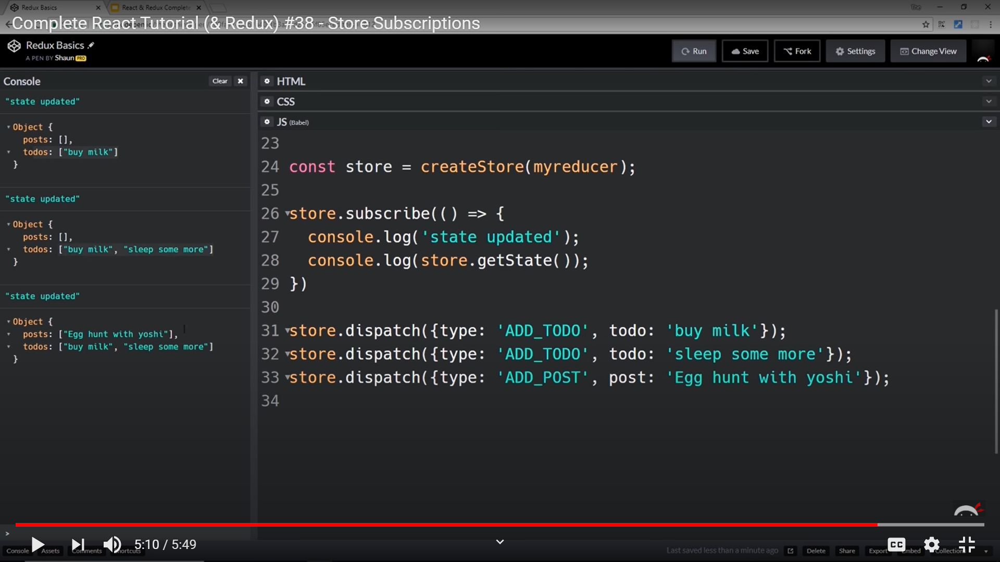 Redux Basics
React & Redux Complete
Complete React Tutorial (& Redux) #38 - Store Subscriptions
Redux Basics
A PEN BY Shaun PRO
Run
Save
Fork
Settings
Change View
Console
Clear
"state updated"
Object {
posts: [],
todos: ["buy milk"]
}
"state updated"
Object {
posts: [],
todos: ["buy milk", "sleep some more"]
}
"state updated"
Object {
posts: ["Egg hunt with yoshi"],
todos: ["buy milk", "sleep some more"]
}
>
HTML
CSS
JS (Babel)
23
24 const store = createStore(myreducer);
25
26 store.subscribe(() => {
27 console.log('state updated');
28 console.log(store.getState());
29 })
30
31 store.dispatch({type: 'ADD_TODO', todo: 'buy milk'});
32 store.dispatch({type: 'ADD_TODO', todo: 'sleep some more'});
33 store.dispatch({type: 'ADD_POST', post: 'Egg hunt with yoshi'});
34
5:10 / 5:49
CC
Console
Assets
Comments
Shortcuts
Last saved less than a minute ago
Delete
Share
Export
Embed
Collections